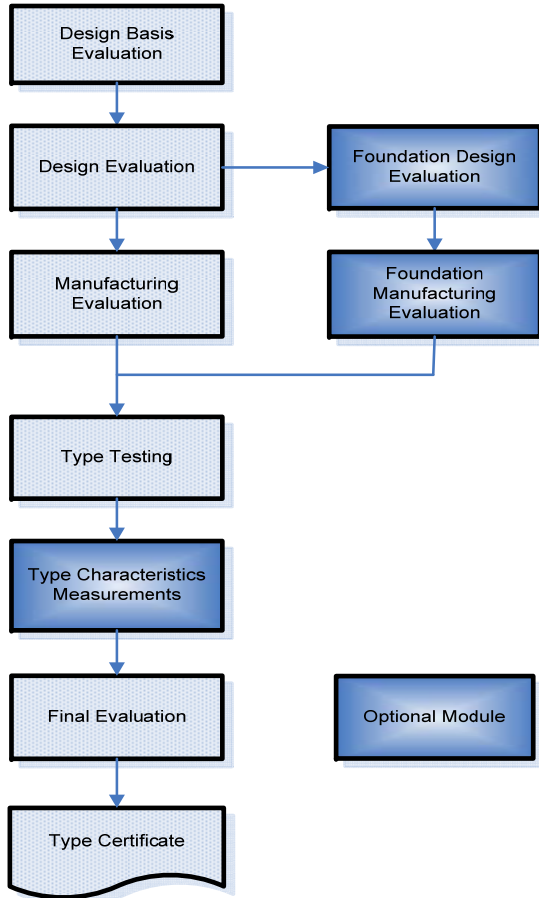 Design Basis
Evaluation
Design Evaluation
Foundation Design
Evaluation
Manufacturing
Evaluation
Foundation
Manufacturing
Evaluation
Type Testing
Type Characteristics
Measurements
Final Evaluation
Optional Module
Type Certificate